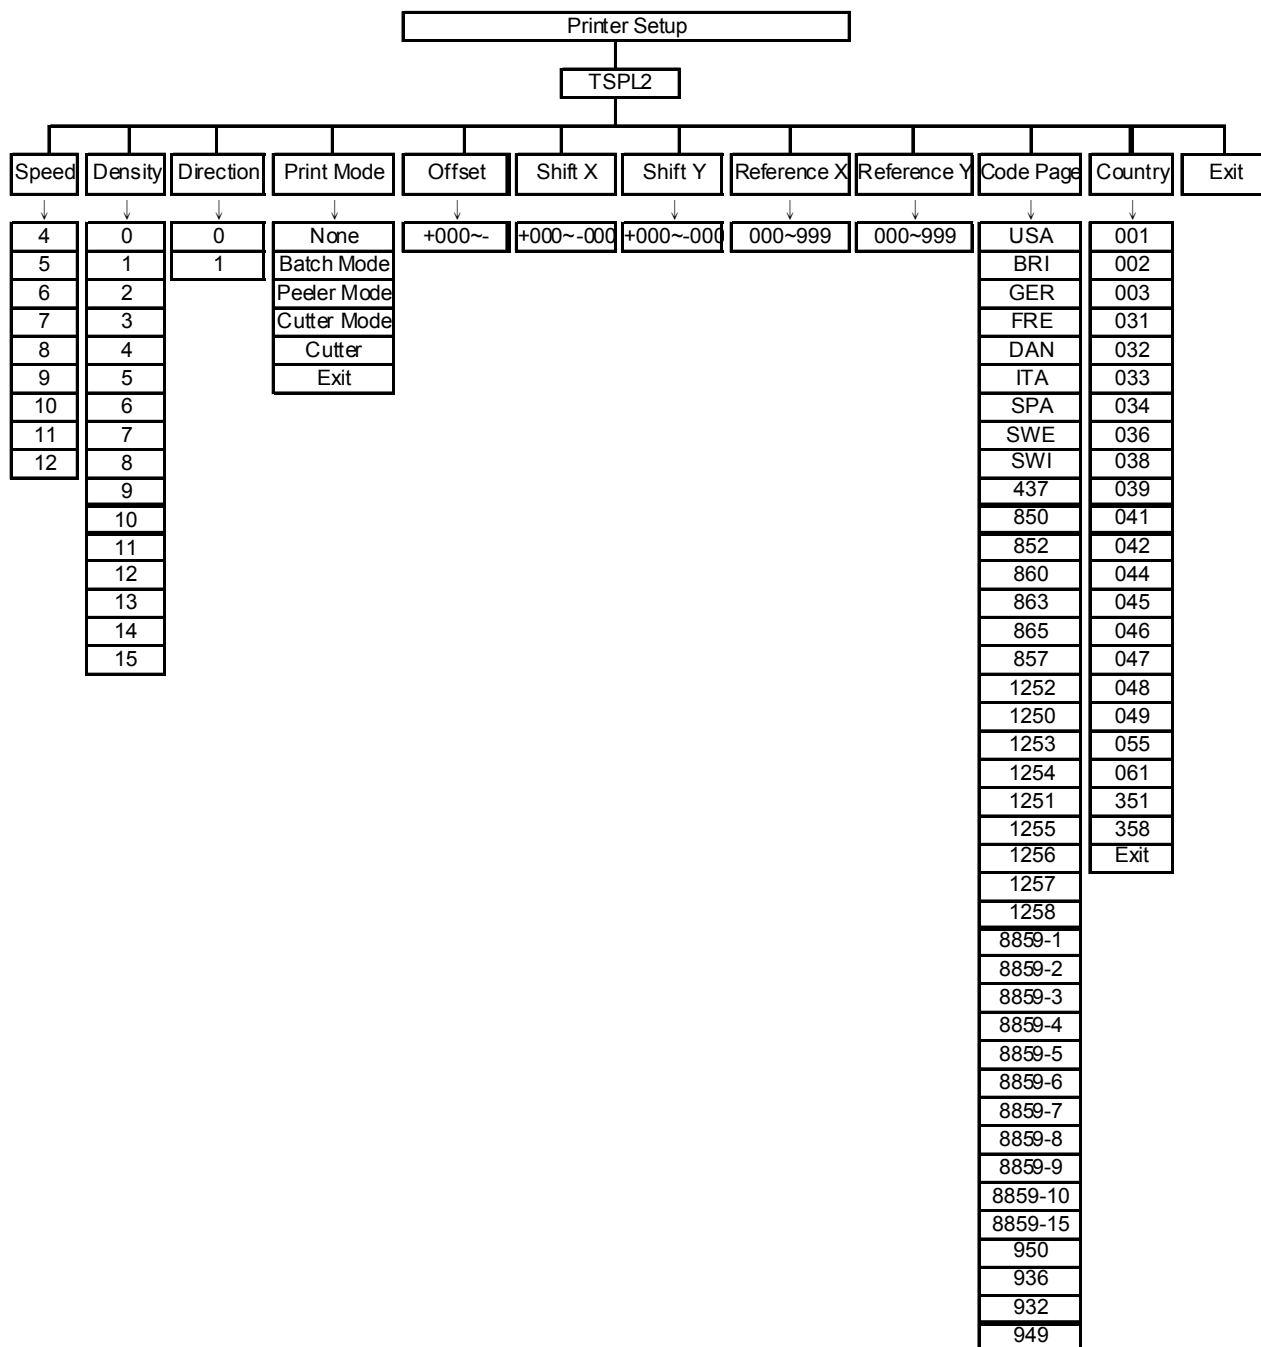 Printer Setup
TSPL2
Speed Density Direction Print Mode Offset Shift X Shift Y Reference X Reference Y Code Page Country Exit
4 0 0 None +000~- +000~-000 +000~-000 000~999 000~999 USA 001
5 1 1 Batch Mode BRI 002
6 2 Peeler Mode GER 003
7 3 Cutter Mode FRE 031
8 4 Cutter DAN 032
9 5 Exit ITA 033
10 6 SPA 034
11 7 SWE 036
12 8 SWI 038
9 437 039
10 850 041
11 852 042
12 860 044
13 863 045
14 865 046
15 857 047
1252 048
1250 049
1253 055
1254 061
1251 351
1255 358
1256 Exit
1257
1258
8859-1
8859-2
8859-3
8859-4
8859-5
8859-6
8859-7
8859-8
8859-9
8859-10
8859-15
950
936
932
949